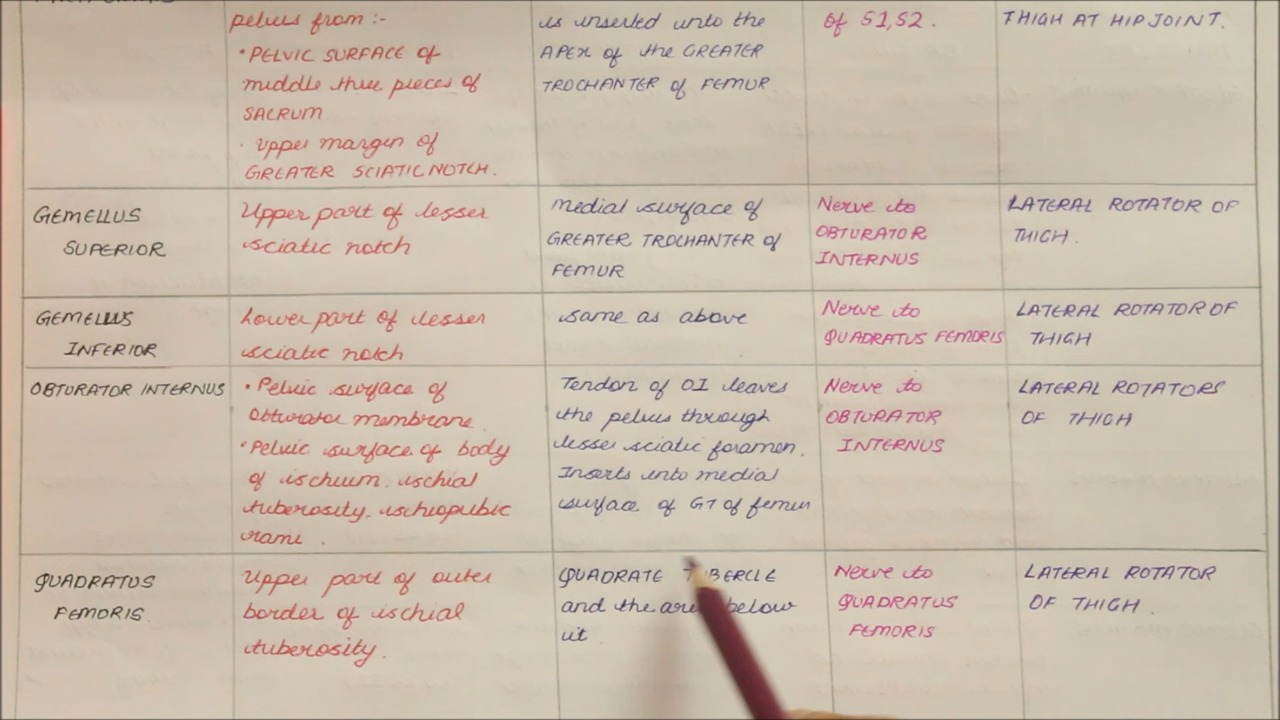 pelvis from :-
• PELVIC SURFACE of
middle three pieces of
SACRUM
• Upper margin of
GREATER SCIATIC NOTCH.
is inserted unto the
APEX of the GREATER
TROCHANTER of FEMUR
of S1, S2.
THIGH AT HIP JOINT.
GEMELLUS
SUPERIOR
Upper part of lesser
sciatic notch
Medial surface of
GREATER TROCHANTER of
FEMUR
Nerve to
OBTURATOR
INTERNUS
LATERAL ROTATOR OF
THIGH.
GEMELLUS
INFERIOR
Lower part of lesser
sciatic notch
same as above
Nerve to
QUADRATUS FEMORIS
LATERAL ROTATOR OF
THIGH
OBTURATOR INTERNUS
• Pelvic surface of
Obturator membrane.
• Pelvic surface of body
of ischium, ischial
tuberosity, ischiopubic
rami.
Tendon of OI leaves
the pelvis through
lesser sciatic foramen.
Inserts into medial
surface of GT of femur
Nerve to
OBTURATOR
INTERNUS
LATERAL ROTATORS
OF THIGH
QUADRATUS
FEMORIS.
Upper part of outer
border of ischial
tuberosity.
QUADRATE TUBERCLE
and the area below
it.
Nerve to
QUADRATUS
FEMORIS
LATERAL ROTATOR
OF THIGH.